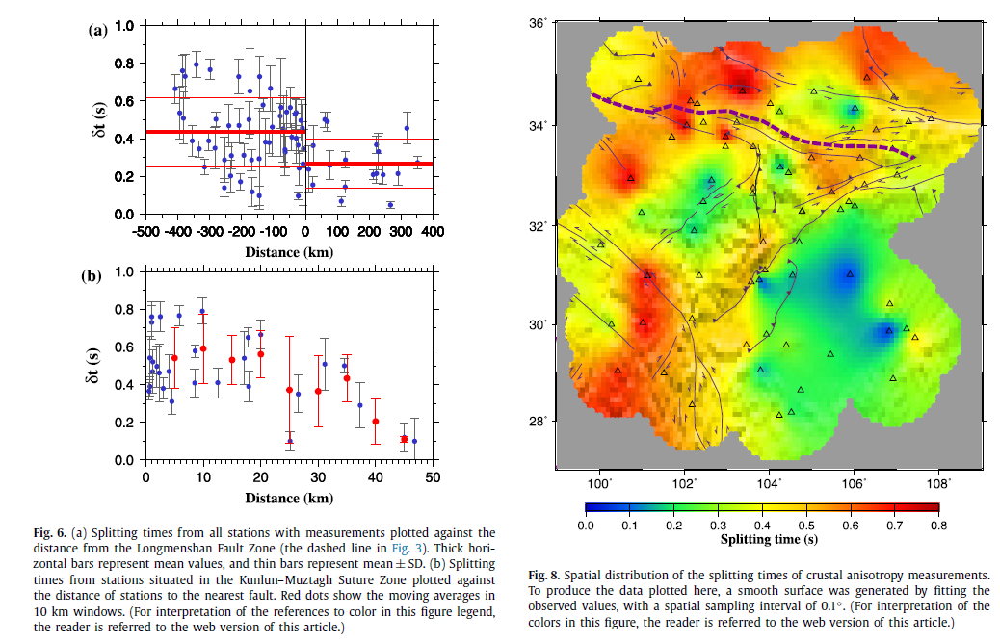 (a)
1.0
0.8
0.6
0.4
0.2
0.0
δt (s)
-500 -400 -300 -200 -100 0 100 200 300 400
Distance (km)
(b)
1.0
0.8
0.6
0.4
0.2
0.0
δt (s)
0 10 20 30 40 50
Distance (km)
Fig. 6. (a) Splitting times from all stations with measurements plotted against the
distance from the Longmenshan Fault Zone (the dashed line in Fig. 3). Thick hori-
zontal bars represent mean values, and thin bars represent mean ± SD. (b) Splitting
times from stations situated in the Kunlun–Muztagh Suture Zone plotted against
the distance of stations to the nearest fault. Red dots show the moving averages in
10 km windows. (For interpretation of the references to color in this figure legend,
the reader is referred to the web version of this article.)
36°
34°
32°
30°
28°
100° 102° 104° 106° 108°
0.0 0.1 0.2 0.3 0.4 0.5 0.6 0.7 0.8
Splitting time (s)
Fig. 8. Spatial distribution of the splitting times of crustal anisotropy measurements.
To produce the data plotted here, a smooth surface was generated by fitting the
observed values, with a spatial sampling interval of 0.1°. (For interpretation of the
colors in this figure, the reader is referred to the web version of this article.)